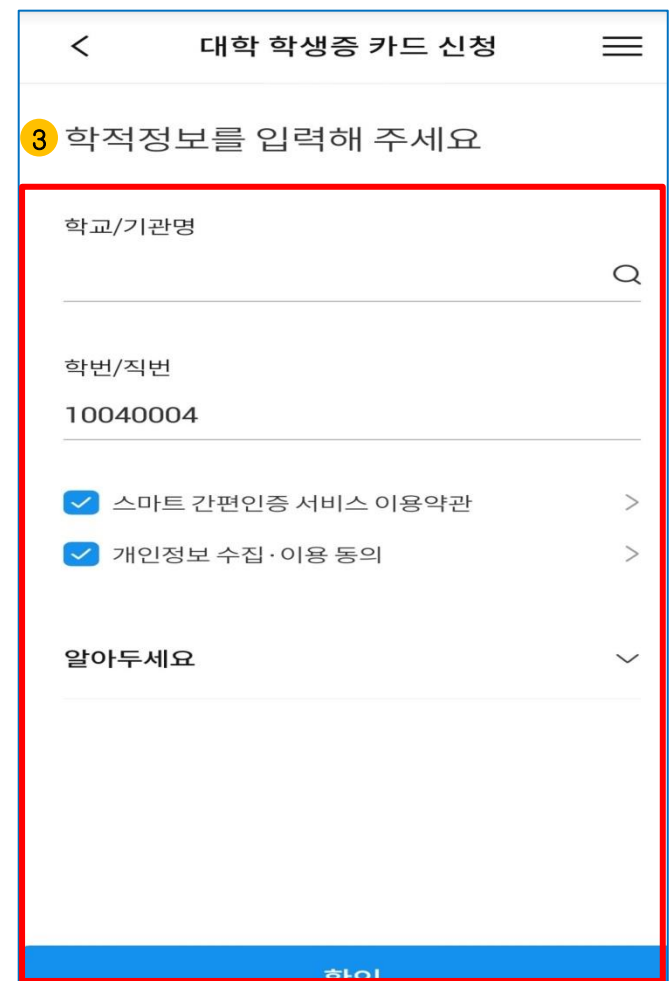 대학 학생증 카드 신청
3 학적정보를 입력해 주세요
학교/기관명
학번/직번
10040004
스마트 간편인증 서비스 이용약관
개인정보 수집·이용 동의
알아두세요